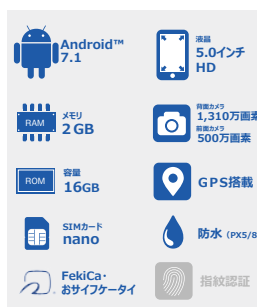 Android™
7.1
液晶
5.0インチ
HD
RAM
メモリ
2GB
背面カメラ
1,310万画素
前面カメラ
500万画素
ROM
容量
16GB
GPS搭載
SIMカード
nano
防水 (PX5/8
FekiCa・
おサイフケータイ
指紋認証